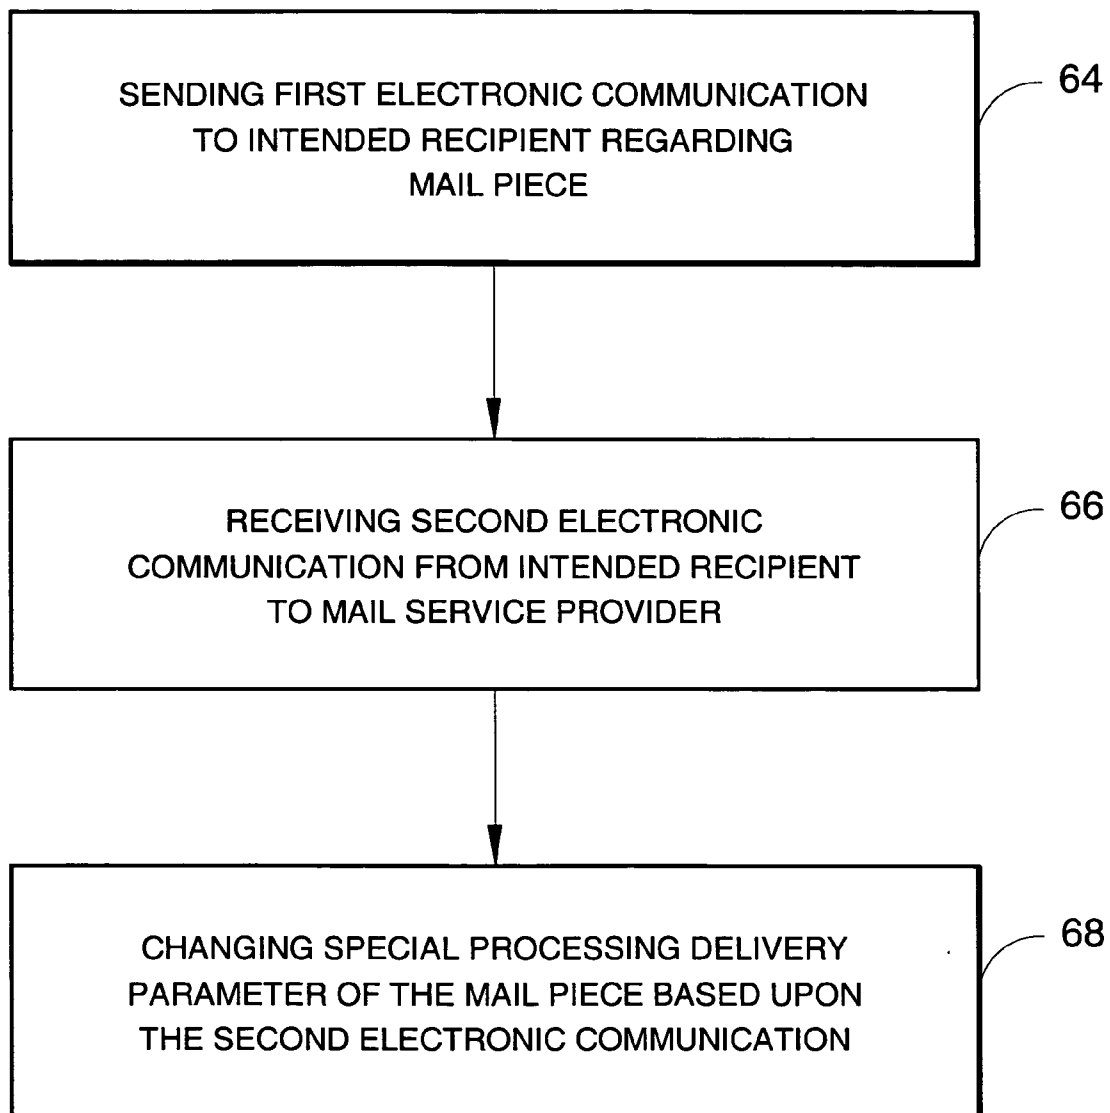 SENDING FIRST ELECTRONIC COMMUNICATION
TO INTENDED RECIPIENT REGARDING
MAIL PIECE
64
RECEIVING SECOND ELECTRONIC
COMMUNICATION FROM INTENDED RECIPIENT
TO MAIL SERVICE PROVIDER
66
CHANGING SPECIAL PROCESSING DELIVERY
PARAMETER OF THE MAIL PIECE BASED UPON
THE SECOND ELECTRONIC COMMUNICATION
68